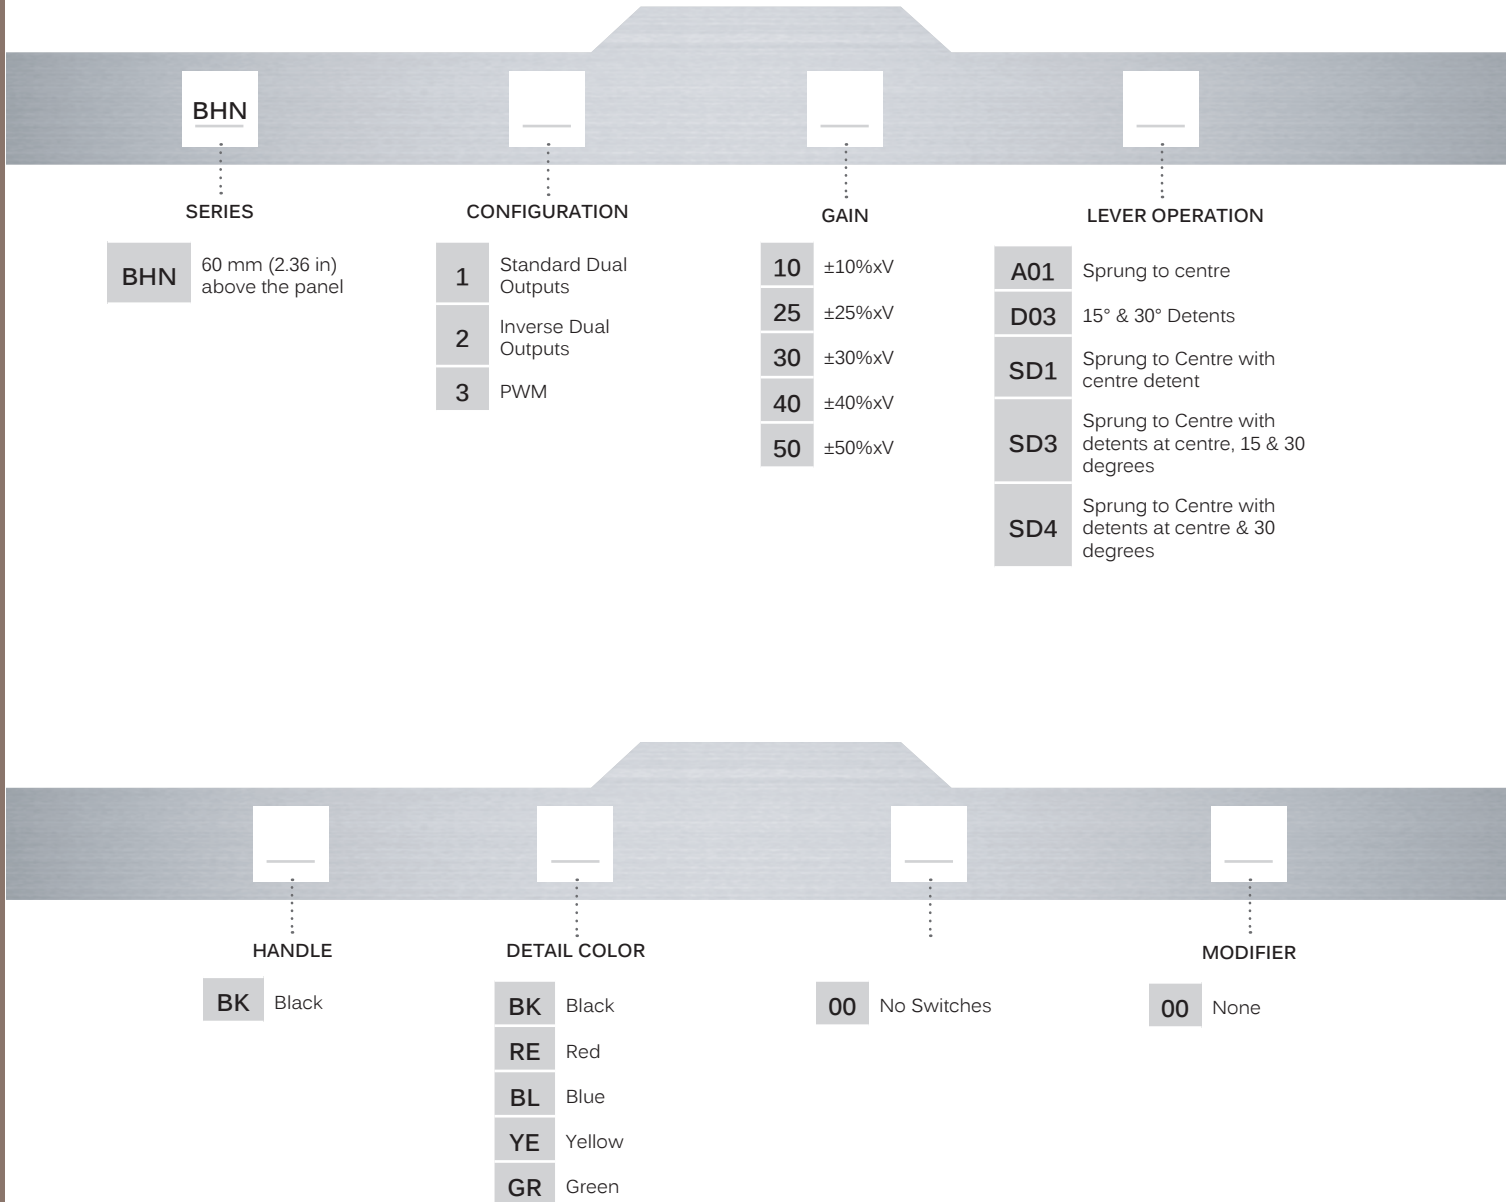 BHN
SERIES
BHN
60 mm (2.36 in)
above the panel
CONFIGURATION
1
Standard Dual
Outputs
2
Inverse Dual
Outputs
3
PWM
GAIN
10
±10%xV
25
±25%xV
30
±30%xV
40
±40%xV
50
±50%xV
LEVER OPERATION
A01
Sprung to centre
D03
15° & 30° Detents
SD1
Sprung to Centre with
centre detent
SD3
Sprung to Centre with
detents at centre, 15 & 30
degrees
SD4
Sprung to Centre with
detents at centre & 30
degrees
HANDLE
BK
Black
DETAIL COLOR
BK
Black
RE
Red
BL
Blue
YE
Yellow
GR
Green
00
No Switches
MODIFIER
00
None